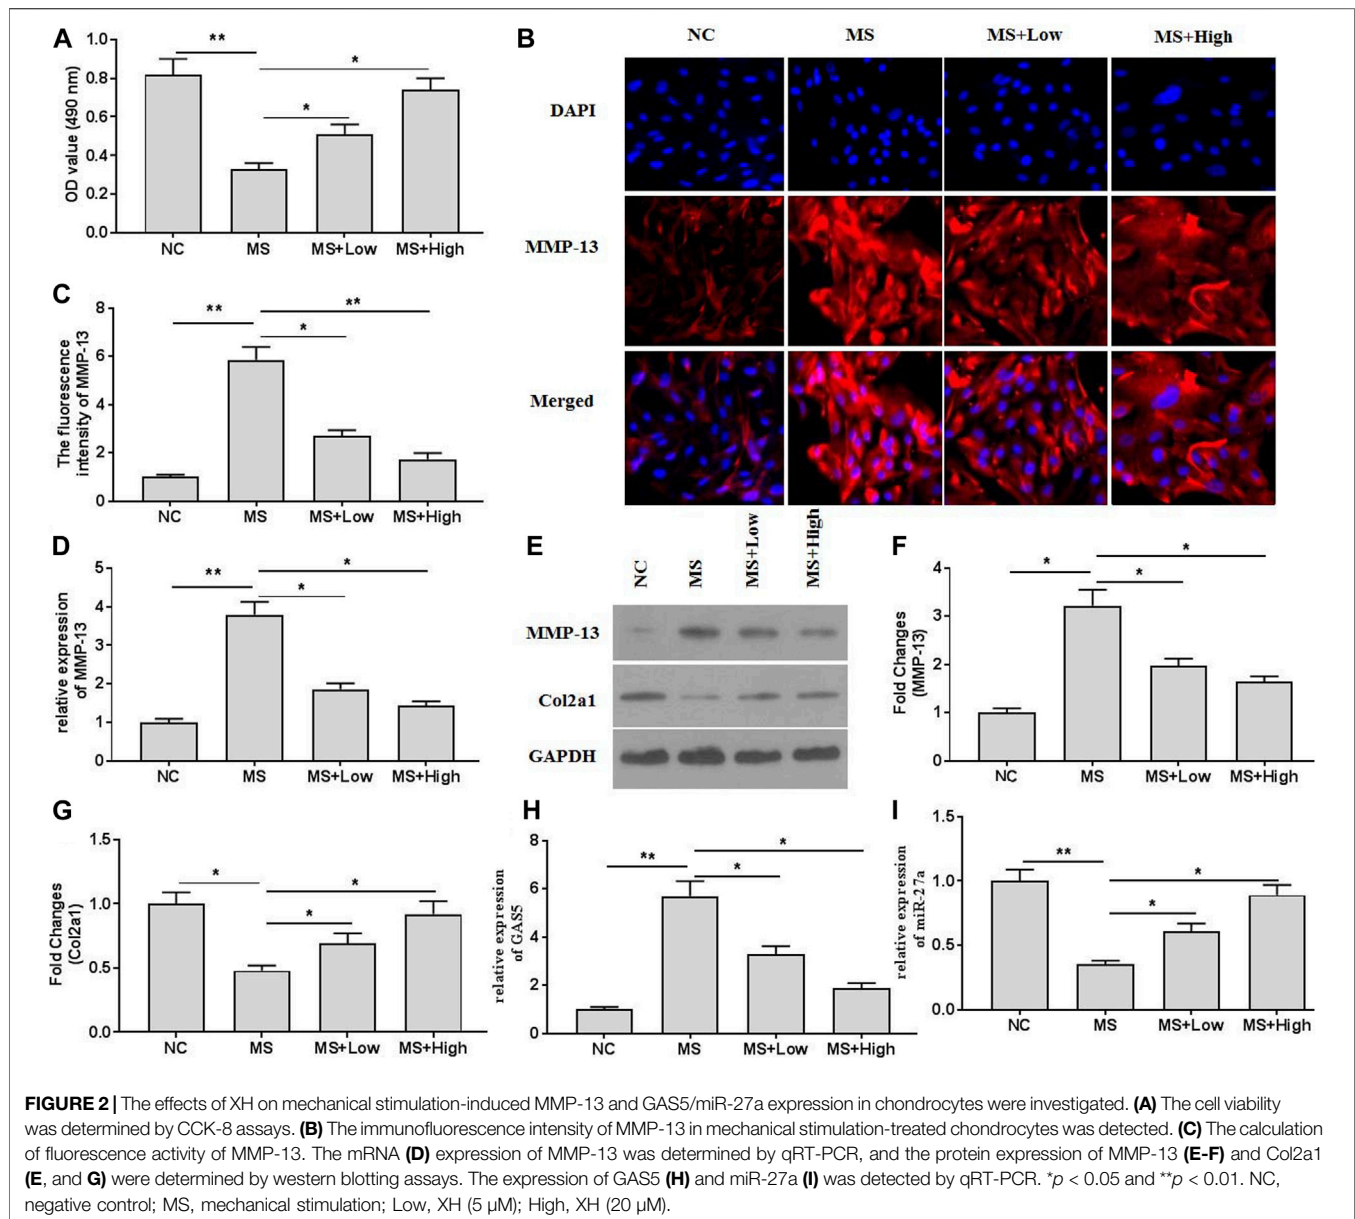 A
OD value (490 nm)
1.0
0.8
0.6
0.4
0.2
0.0
**
*
*
NC MS MS+Low MS+High
B
NC MS MS+Low MS+High
DAPI
MMP-13
Merged
C
The fluorescence
intensity of MMP-13
8
6
4
2
0
**
**
*
NC MS MS+Low MS+High
D
relative expression
of MMP-13
5
4
3
2
1
0
**
*
*
NC MS MS+Low MS+High
E
NC MS MS+Low MS+High
MMP-13
Col2a1
GAPDH
F
Fold Changes
(MMP-13)
4
3
2
1
0
*
*
*
NC MS MS+Low MS+High
G
Fold Changes
(Col2a1)
1.5
1.0
0.5
0.0
*
*
*
NC MS MS+Low MS+High
H
relative expression
of GAS5
8
6
4
2
0
**
*
*
NC MS MS+Low MS+High
I
relative expression
of miR-27a
1.5
1.0
0.5
0.0
**
*
*
NC MS MS+Low MS+High
FIGURE 2 | The effects of XH on mechanical stimulation-induced MMP-13 and GAS5/miR-27a expression in chondrocytes were investigated. (A) The cell viability
was determined by CCK-8 assays. (B) The immunofluorescence intensity of MMP-13 in mechanical stimulation-treated chondrocytes was detected. (C) The calculation
of fluorescence activity of MMP-13. The mRNA (D) expression of MMP-13 was determined by qRT-PCR, and the protein expression of MMP-13 (E-F) and Col2a1
(E, and G) were determined by western blotting assays. The expression of GAS5 (H) and miR-27a (I) was detected by qRT-PCR. *p < 0.05 and **p < 0.01. NC,
negative control; MS, mechanical stimulation; Low, XH (5 µM); High, XH (20 µM).